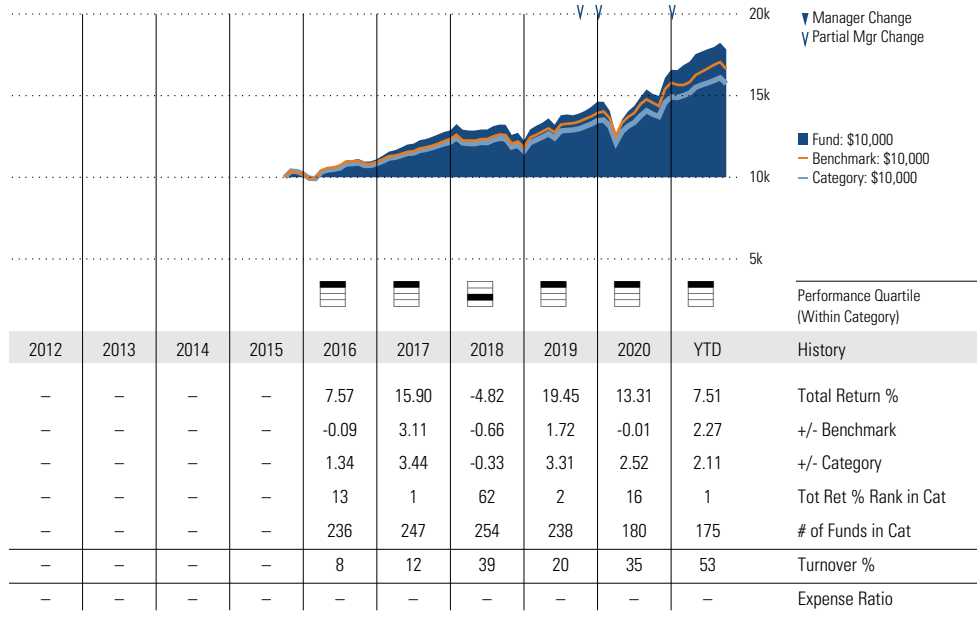 20k
Manager Change
Partial Mgr Change
15k
Fund: $10,000
Benchmark: $10,000
10k
Category: $10,000
5k
Performance Quartile
(Within Category)
2012 2013 2014 2015 2016 2017 2018 2019 2020 YTD History
– – – – 7.57 15.90 -4.82 19.45 13.31 7.51 Total Return %
– – – – -0.09 3.11 -0.66 1.72 -0.01 2.27 +/- Benchmark
– – – – 1.34 3.44 -0.33 3.31 2.52 2.11 +/- Category
– – – – 13 1 62 2 16 1 Tot Ret % Rank in Cat
– – – – 236 247 254 238 180 175 # of Funds in Cat
– – – – 8 12 39 20 35 53 Turnover %
– – – – – – – – – – Expense Ratio